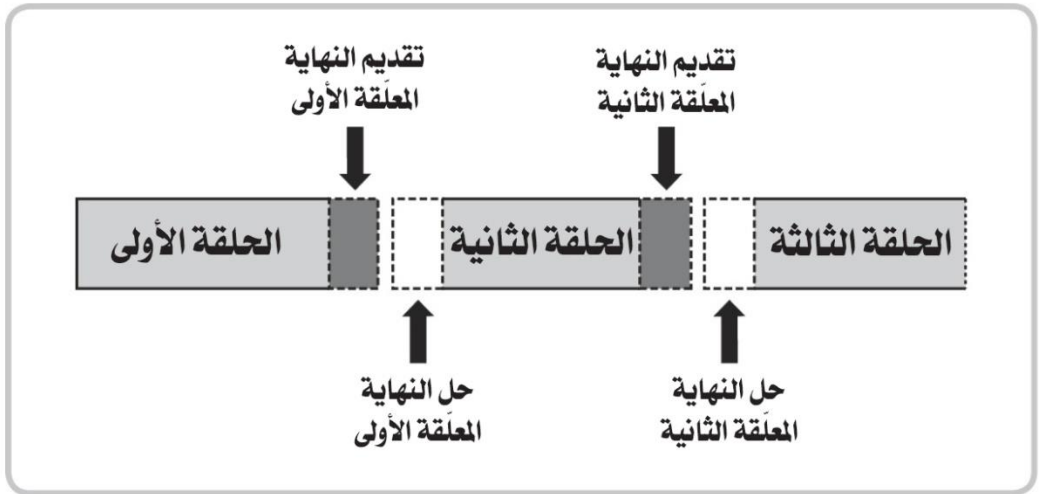 تقديم النهاية
المعلّقة الأولى
تقديم النهاية
المعلّقة الثانية
الحلقة الأولى
الحلقة الثانية
الحلقة الثالثة
حل النهاية
المعلّقة الأولى
حل النهاية
المعلّقة الثانية